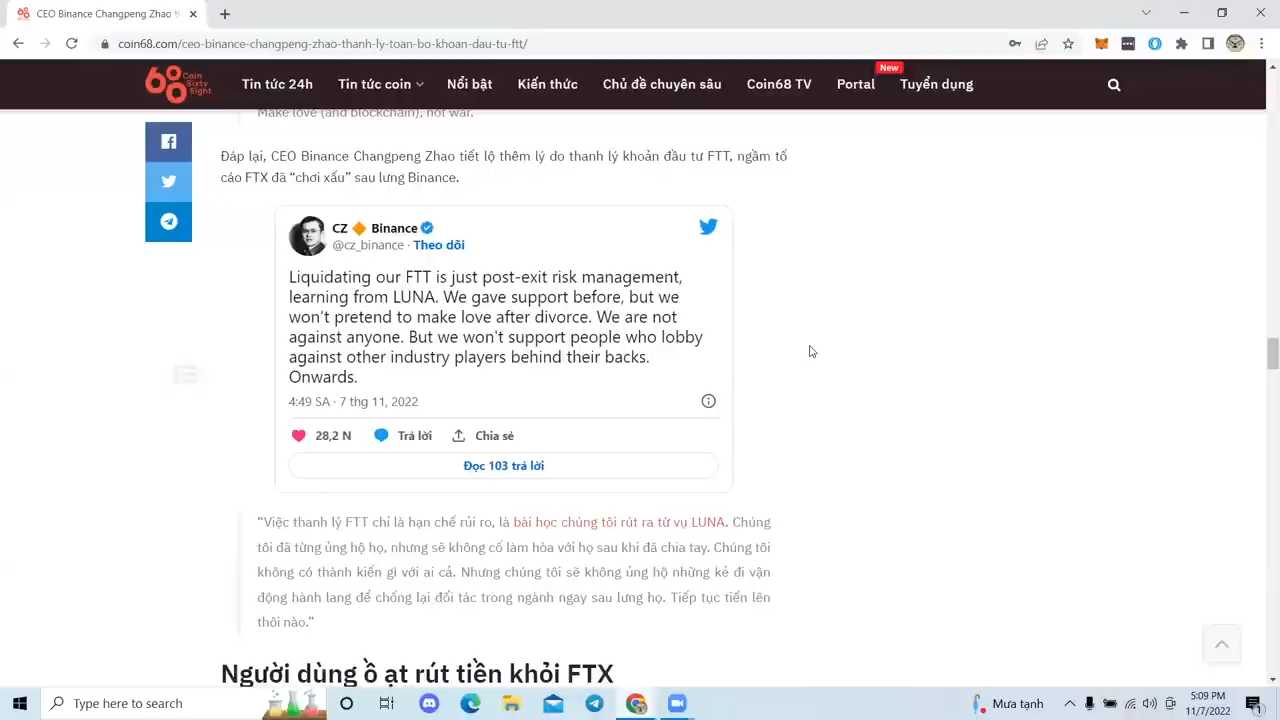 CEO Binance Changpeng Zhao
coin68.com/ceo-binance-changpeng-zhao-thanh-ly-toan-bo-khoan-dau-tu-ftt/
68 Coin Sixty Eight
Tin tức 24h
Tin tức coin
Nổi bật
Kiến thức
Chủ đề chuyên sâu
Coin68 TV
Portal
New
Tuyển dụng
Make love (and blockchain), not war.
Đáp lại, CEO Binance Changpeng Zhao tiết lộ thêm lý do thanh lý khoản đầu tư FTT, ngầm tố
cáo FTX đã “chơi xấu” sau lưng Binance.
CZ 🔶 Binance
@cz_binance · Theo dõi
Liquidating our FTT is just post-exit risk management,
learning from LUNA. We gave support before, but we
won't pretend to make love after divorce. We are not
against anyone. But we won't support people who lobby
against other industry players behind their backs.
Onwards.
4:49 SA · 7 thg 11, 2022
28,2 N Trả lời Chia sẻ
Đọc 103 trả lời
“Việc thanh lý FTT chỉ là hạn chế rủi ro, là bài học chúng tôi rút ra từ vụ LUNA. Chúng
tôi đã từng ủng hộ họ, nhưng sẽ không cố làm hòa với họ sau khi đã chia tay. Chúng tôi
không có thành kiến gì với ai cả. Nhưng chúng tôi sẽ không ủng hộ những kẻ đi vận
động hành lang để chống lại đối tác trong ngành ngay sau lưng họ. Tiếp tục tiến lên
thôi nào.”
Người dùng ồ ạt rút tiền khỏi FTX
Type here to search
Mưa tạnh
5:09 PM
11/7/2022
1